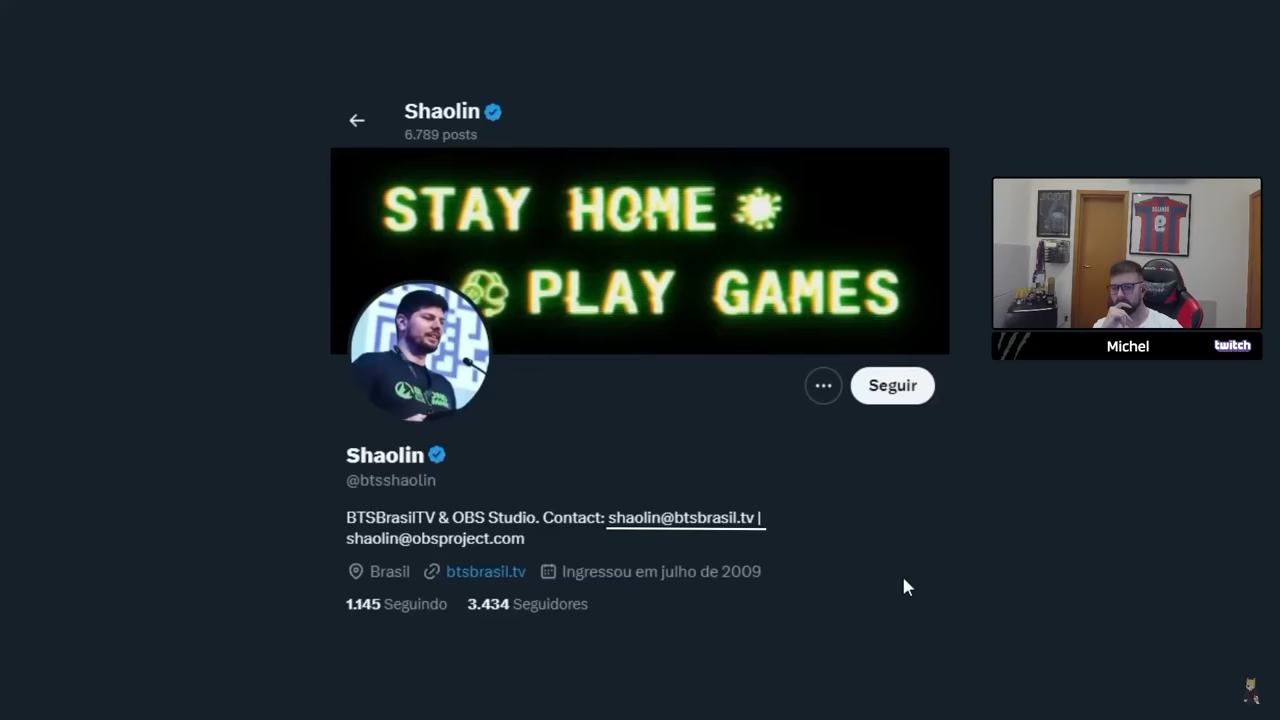 Shaolin
6.789 posts
STAY HOME
PLAY GAMES
Seguir
Shaolin
@btsshaolin
BTSBrasilTV & OBS Studio. Contact: shaolin@btsbrasil.tv |
shaolin@obsproject.com
Brasil btsbrasil.tv Ingressou em julho de 2009
1.145 Seguindo 3.434 Seguidores
Michel twitch